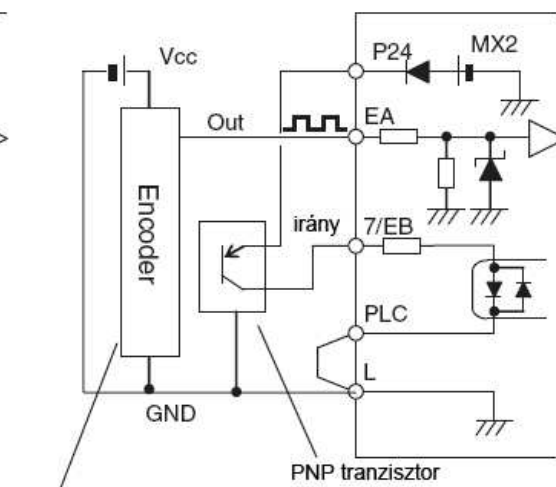 Vcc
P24
MX2
Out
EA
Encoder
irány
7/EB
PLC
L
GND
PNP tranzisztor